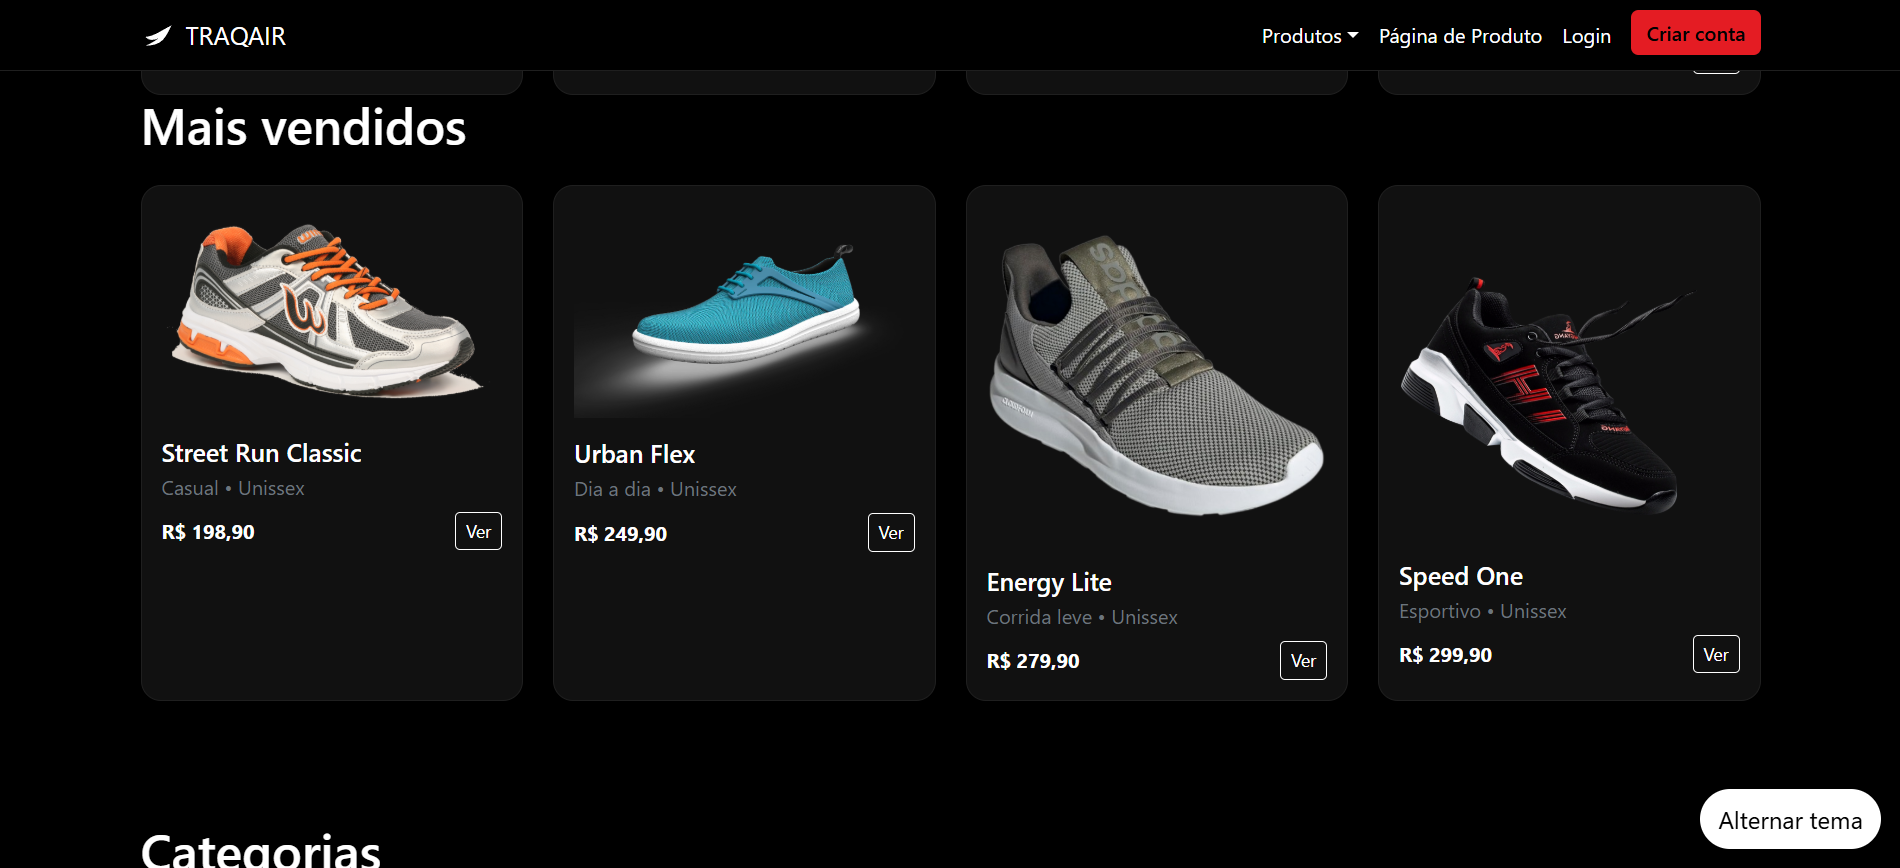 TRAQAIR
Produtos
Página de Produto
Login
Criar conta
Mais vendidos
Street Run Classic
Casual • Unissex
R$ 198,90
Ver
Urban Flex
Dia a dia • Unissex
R$ 249,90
Ver
Energy Lite
Corrida leve • Unissex
R$ 279,90
Ver
Speed One
Esportivo • Unissex
R$ 299,90
Ver
Categorias
Alternar tema